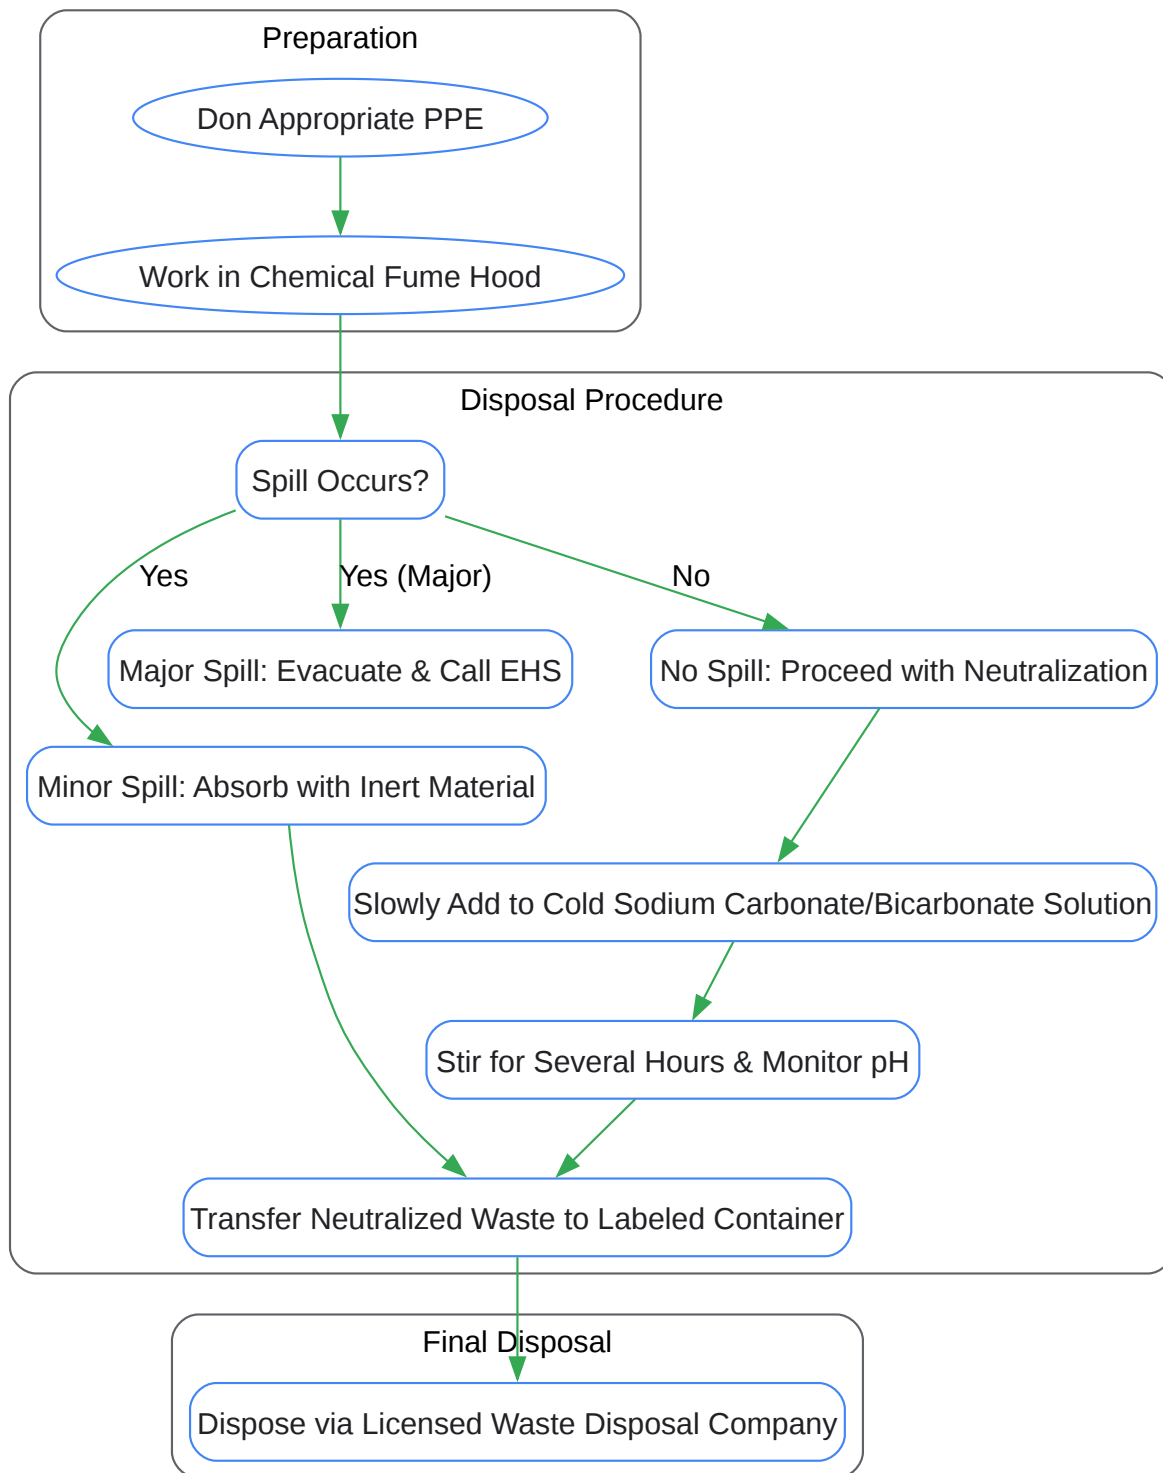 Preparation
Don Appropriate PPE
Work in Chemical Fume Hood
Disposal Procedure
Spill Occurs?
Yes
Yes (Major)
No
Major Spill: Evacuate & Call EHS
No Spill: Proceed with Neutralization
Minor Spill: Absorb with Inert Material
Slowly Add to Cold Sodium Carbonate/Bicarbonate Solution
Stir for Several Hours & Monitor pH
Transfer Neutralized Waste to Labeled Container
Final Disposal
Dispose via Licensed Waste Disposal Company